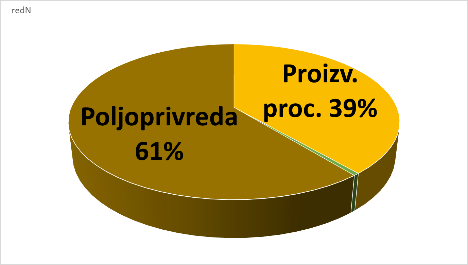 redN
Proizv.
proc. 39%
Poljoprivreda
61%